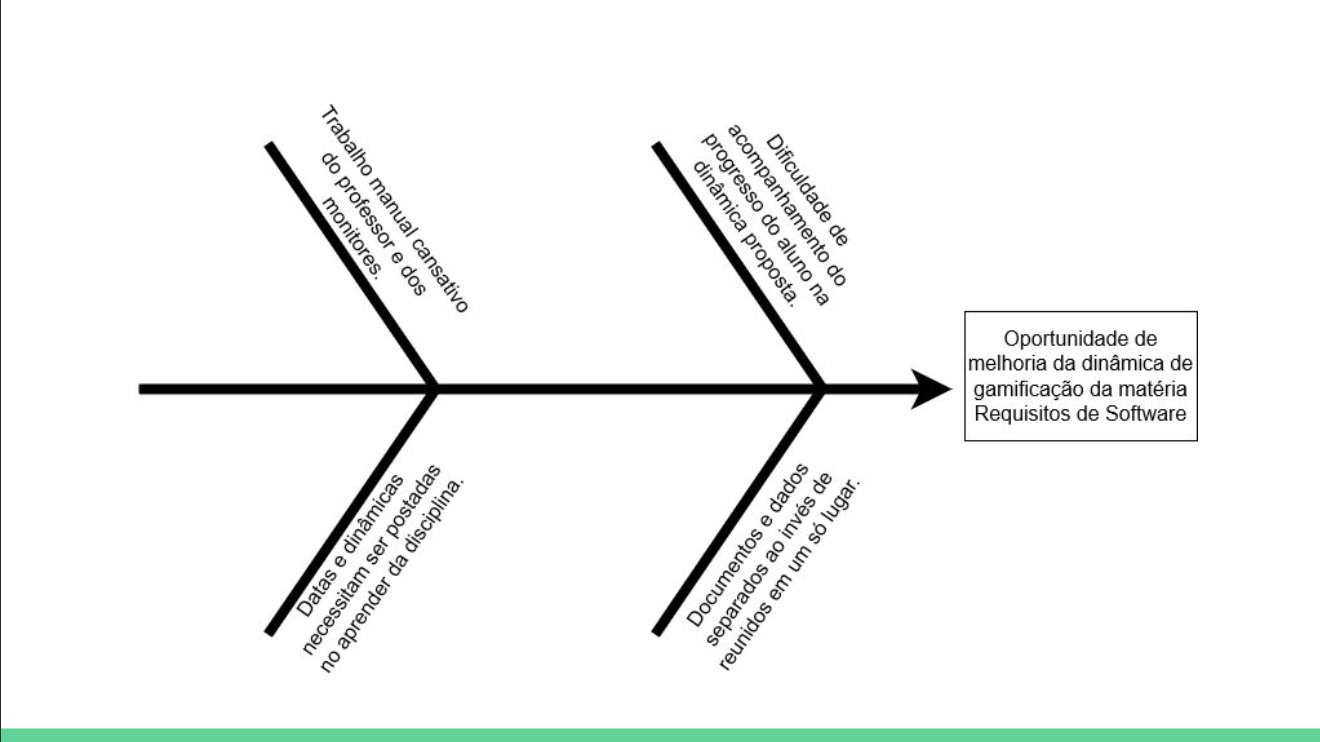 Trabalho manual cansativo
do professor e dos
monitores.
Dificuldade de
acompanhamento do
progresso do aluno na
dinâmica proposta.
Oportunidade de
melhoria da dinâmica de
gamificação da matéria
Requisitos de Software
Datas e dinâmicas
necessitam ser postadas
no aprender da disciplina.
Documentos e dados
separados ao invés de
reunidos em um só lugar.